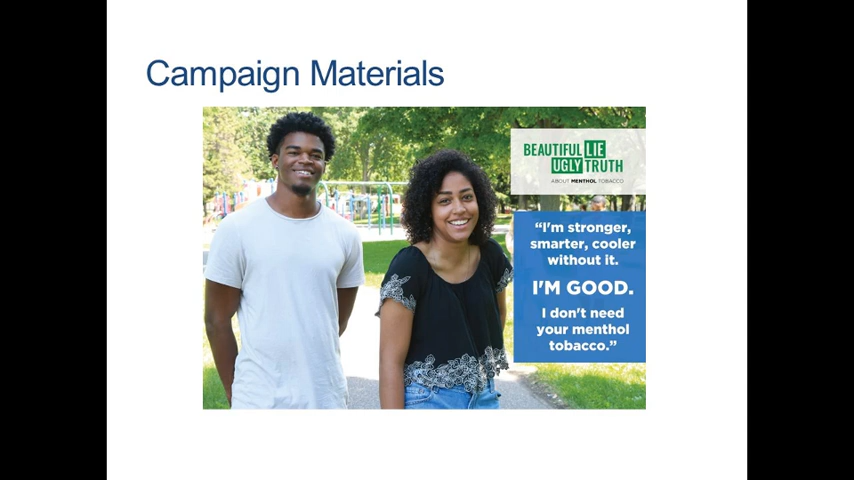 Campaign Materials
BEAUTIFUL LIE
UGLY TRUTH
ABOUT MENTHOL TOBACCO
“I'm stronger,
smarter, cooler
without it.
I'M GOOD.
I don't need
your menthol
tobacco.”